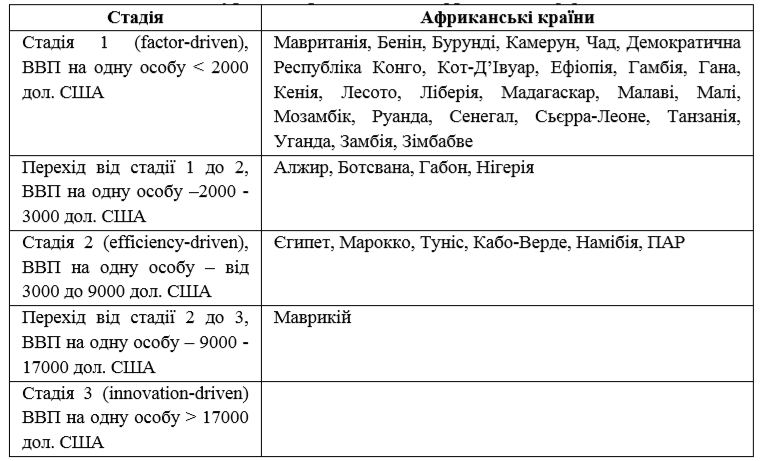 Стадія
Африканські країни
Стадія 1 (factor-driven),
ВВП на одну особу < 2000
дол. США
Мавританія, Бенін, Бурунді, Камерун, Чад, Демократична
Республіка Конго, Кот-Д’Івуар, Ефіопія, Гамбія, Гана,
Кенія, Лесото, Ліберія, Мадагаскар, Малаві, Малі,
Мозамбік, Руанда, Сенегал, Сьєрра-Леоне, Танзанія,
Уганда, Замбія, Зімбабве
Перехід від стадії 1 до 2,
ВВП на одну особу –2000 -
3000 дол. США
Алжир, Ботсвана, Габон, Нігерія
Стадія 2 (efficiency-driven),
ВВП на одну особу – від
3000 до 9000 дол. США
Єгипет, Марокко, Туніс, Кабо-Верде, Намібія, ПАР
Перехід від стадії 2 до 3,
ВВП на одну особу – 9000 -
17000 дол. США
Маврикій
Стадія 3 (innovation-driven)
ВВП на одну особу > 17000
дол. США